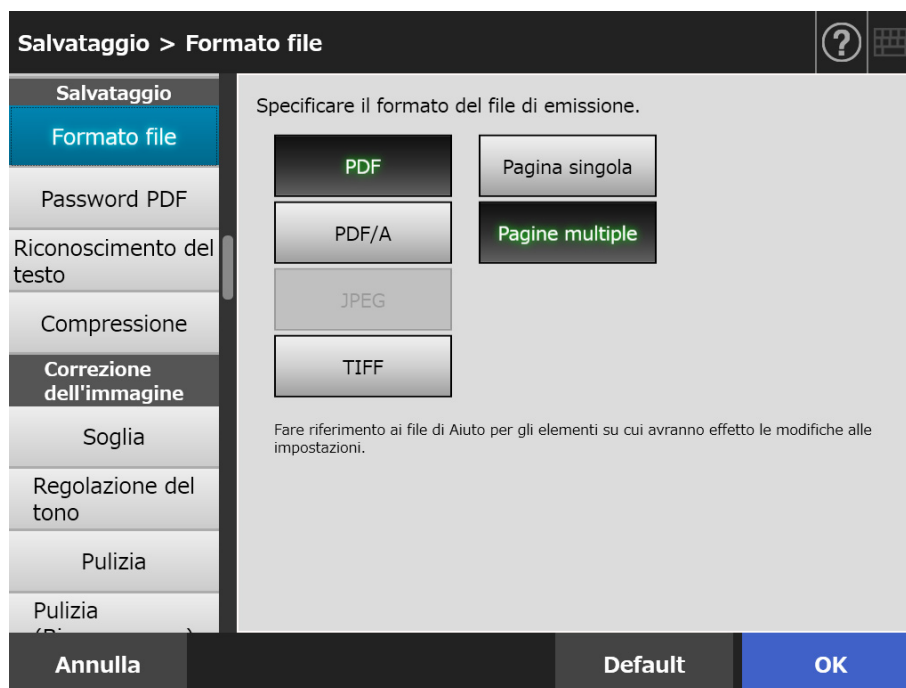 Salvataggio > Formato file
?
Salvataggio
Formato file
Password PDF
Riconoscimento del
testo
Compressione
Correzione
dell'immagine
Soglia
Regolazione del
tono
Pulizia
Pulizia
Specificare il formato del file di emissione.
PDF
Pagina singola
PDF/A
Pagine multiple
JPEG
TIFF
Fare riferimento ai file di Aiuto per gli elementi su cui avranno effetto le modifiche alle
impostazioni.
Annulla
Default
OK